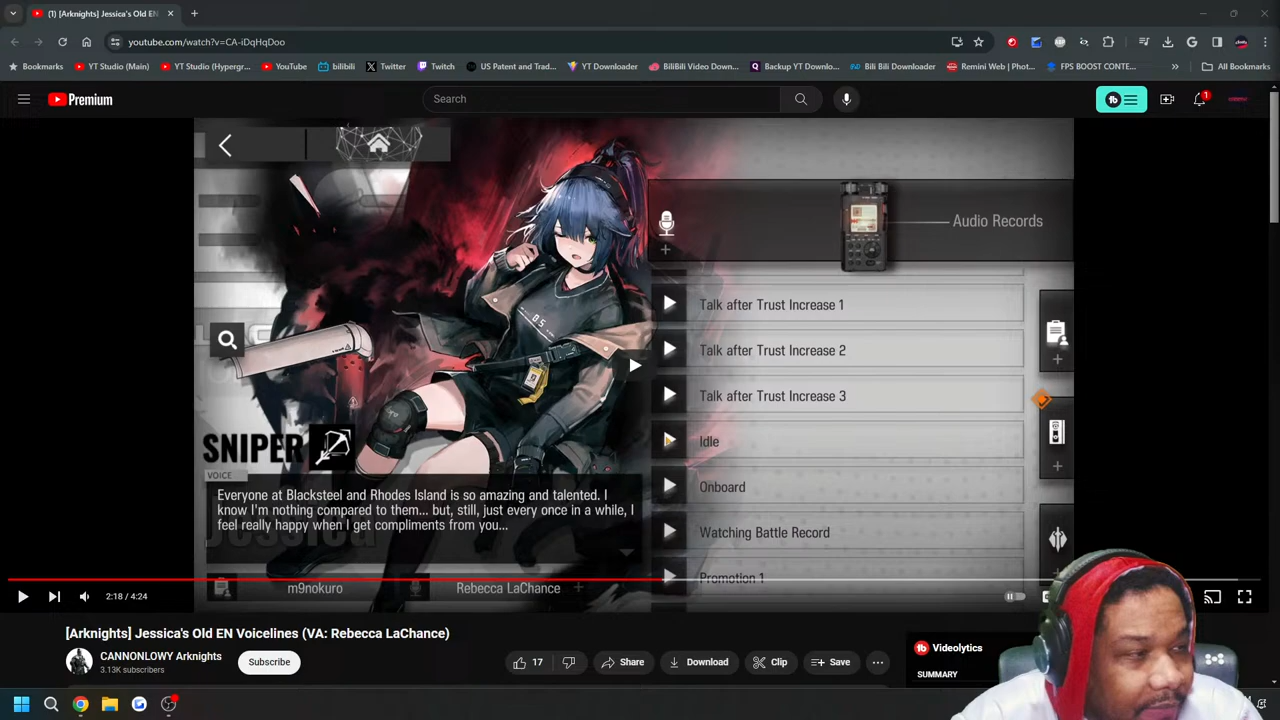 (1) [Arknights] Jessica's Old EN
youtube.com/watch?v=CA-iDqHqDoo
Bookmarks
YT Studio (Main)
YT Studio (Hypergr...
YouTube
bilibili
Twitter
Twitch
US Patent and Trad...
YT Downloader
BiliBili Video Down...
Backup YT Downlo...
Bili Bili Downloader
Remini Web | Phot...
FPS BOOST CONTE...
All Bookmarks
Premium
Search
1
Audio Records
Talk after Trust Increase 1
Talk after Trust Increase 2
Talk after Trust Increase 3
Idle
Onboard
Watching Battle Record
Promotion 1
SNIPER
VOICE
Everyone at Blacksteel and Rhodes Island is so amazing and talented. I
know I'm nothing compared to them... but, still, just every once in a while, I
feel really happy when I get compliments from you...
Jessica
m9nokuro
Rebecca LaChance
2:18 / 4:24
[Arknights] Jessica's Old EN Voicelines (VA: Rebecca LaChance)
CANNONLOWY Arknights
3.13K subscribers
Subscribe
17
Share
Download
Clip
Save
Videolytics
SUMMARY